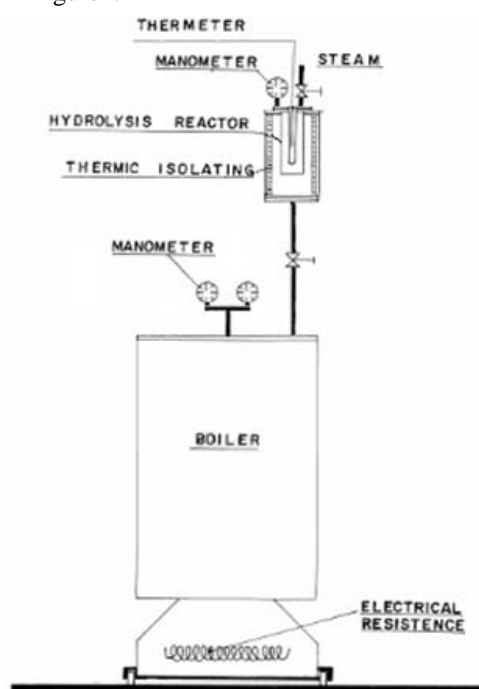 THERMETER
MANOMETER
STEAM
HYDROLYSIS REACTOR
THERMIC ISOLATING
MANOMETER
BOILER
ELECTRICAL
RESISTENCE